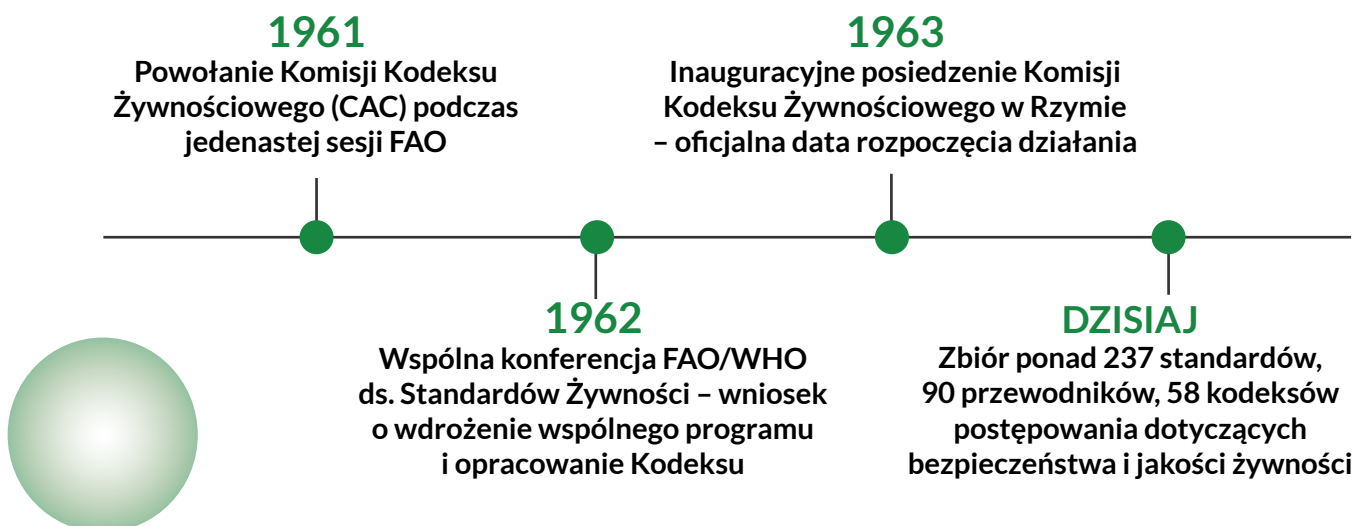 1961
Powołanie Komisji Kodeksu
Żywnościowego (CAC) podczas
jedenastej sesji FAO
1962
Wspólna konferencja FAO/WHO
ds. Standardów Żywności – wniosek
o wdrożenie wspólnego programu
i opracowanie Kodeksu
1963
Inauguracyjne posiedzenie Komisji
Kodeksu Żywnościowego w Rzymie
– oficjalna data rozpoczęcia działania
DZISIAJ
Zbiór ponad 237 standardów,
90 przewodników, 58 kodeksów
postępowania dotyczących
bezpieczeństwa i jakości żywności